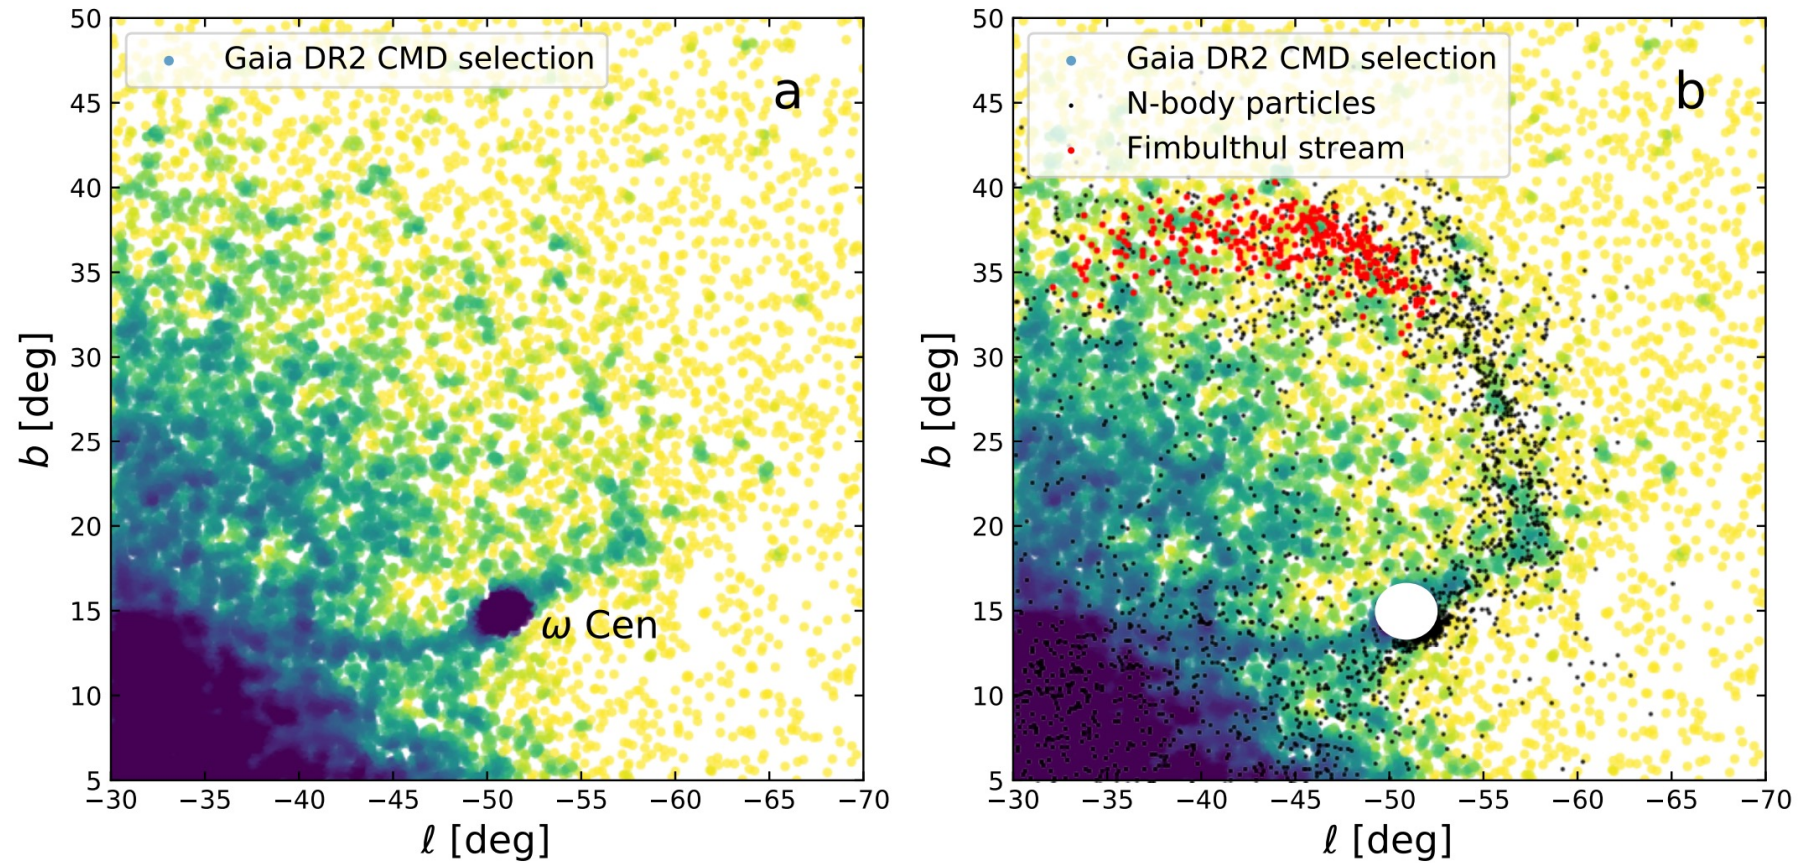 Gaia DR2 CMD selection
a
ω Cen
50
45
40
35
30
25
20
15
10
5
b [deg]
−30 −35 −40 −45 −50 −55 −60 −65 −70
ℓ [deg]
Gaia DR2 CMD selection
N-body particles
Fimbulthul stream
b
50
45
40
35
30
25
20
15
10
5
b [deg]
−30 −35 −40 −45 −50 −55 −60 −65 −70
ℓ [deg]